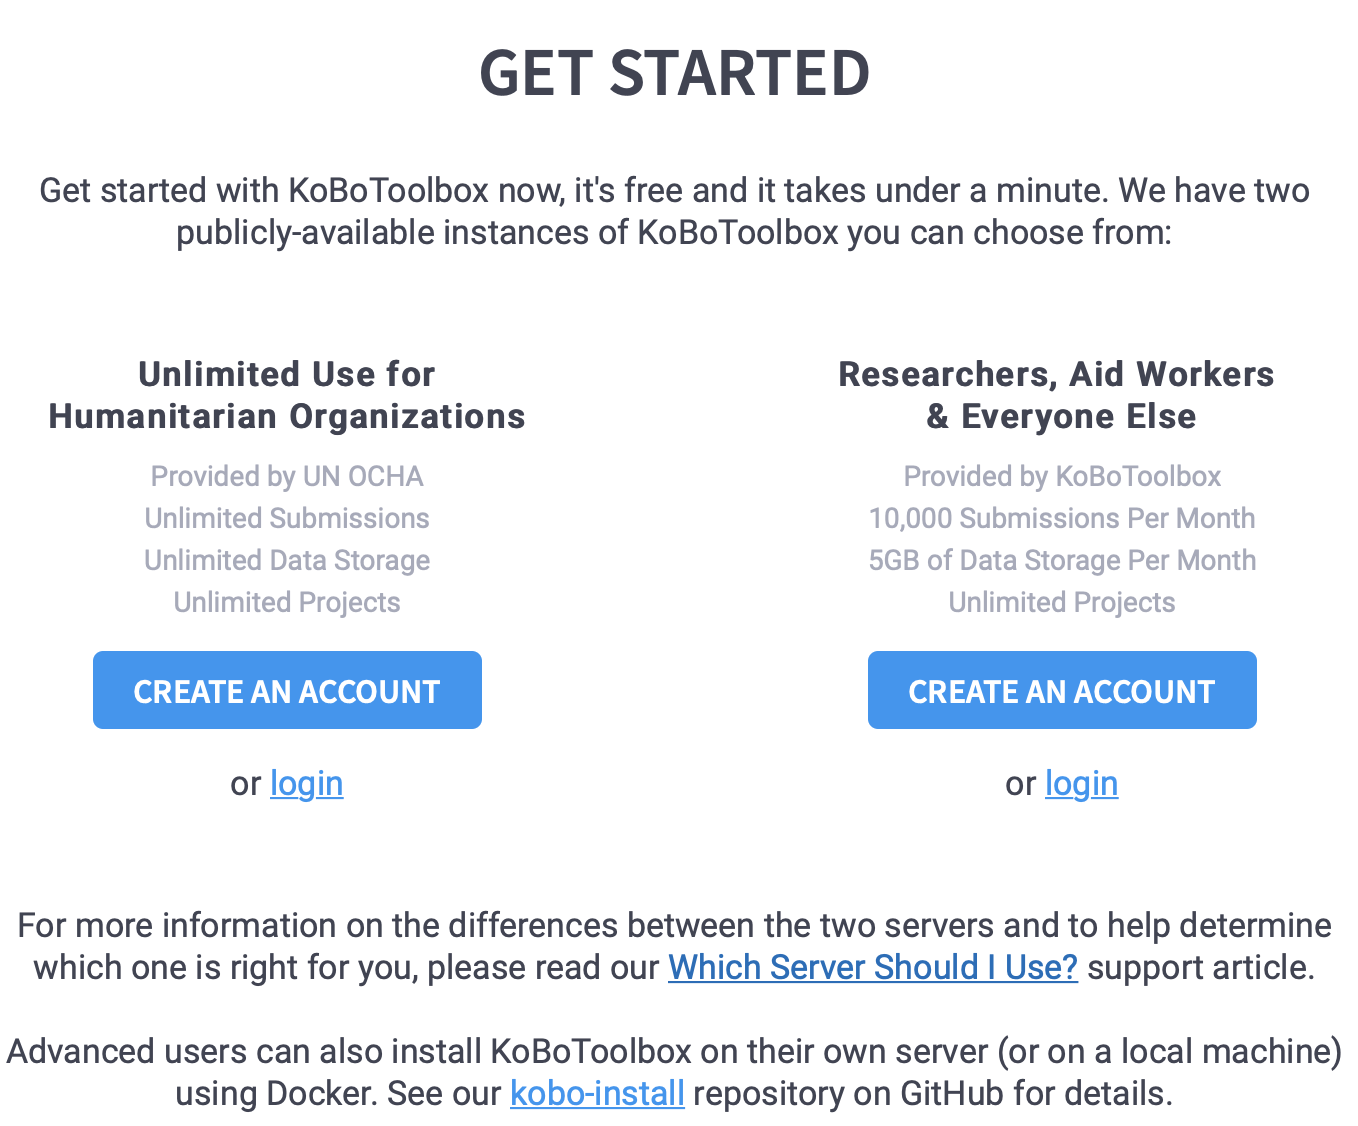 GET STARTED
Get started with KoBoToolbox now, it's free and it takes under a minute. We have two
publicly-available instances of KoBoToolbox you can choose from:
Unlimited Use for
Humanitarian Organizations
Provided by UN OCHA
Unlimited Submissions
Unlimited Data Storage
Unlimited Projects
CREATE AN ACCOUNT
or login
Researchers, Aid Workers
& Everyone Else
Provided by KoBoToolbox
10,000 Submissions Per Month
5GB of Data Storage Per Month
Unlimited Projects
CREATE AN ACCOUNT
or login
For more information on the differences between the two servers and to help determine
which one is right for you, please read our Which Server Should I Use? support article.
Advanced users can also install KoBoToolbox on their own server (or on a local machine)
using Docker. See our kobo-install repository on GitHub for details.